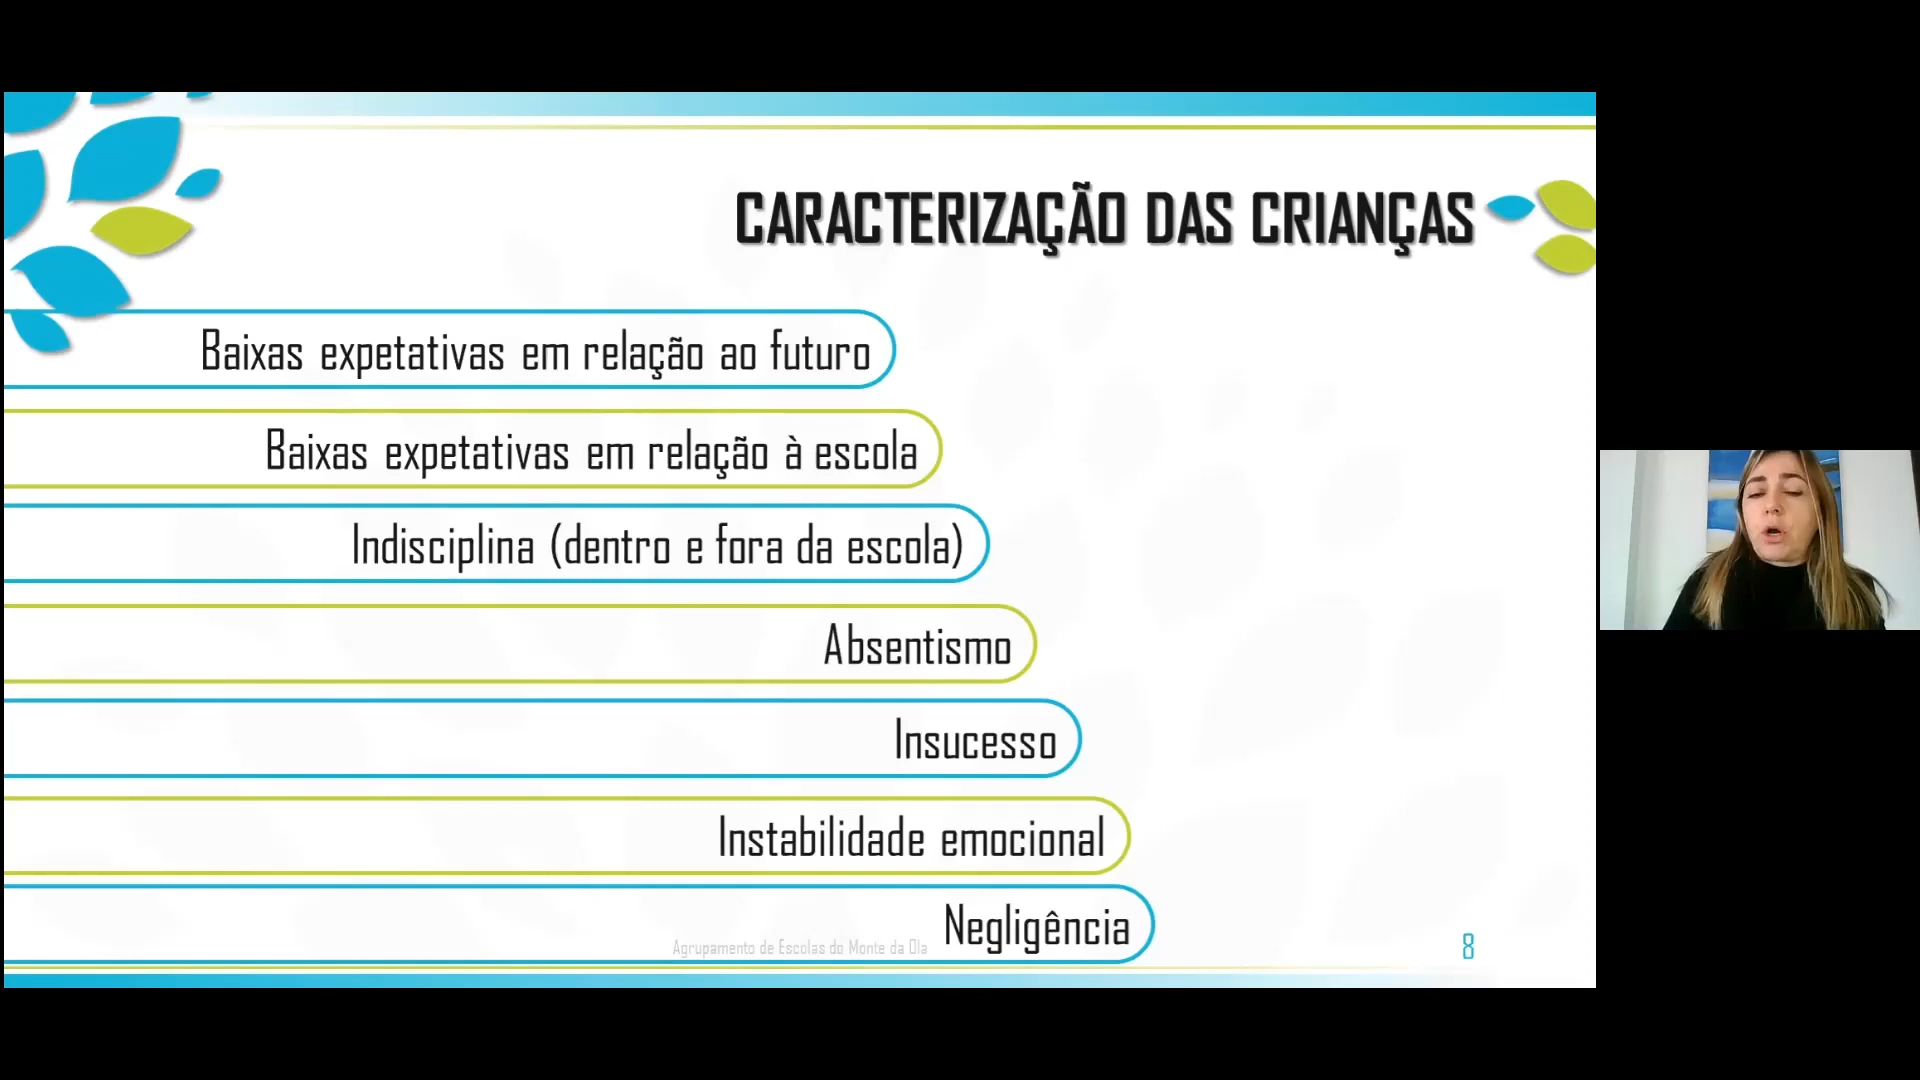 CARACTERIZAÇÃO DAS CRIANÇAS
Baixas expetativas em relação ao futuro
Baixas expetativas em relação à escola
Indisciplina (dentro e fora da escola)
Absentismo
Insucesso
Instabilidade emocional
Negligência
Agrupamento de Escolas do Monte da Ola
8